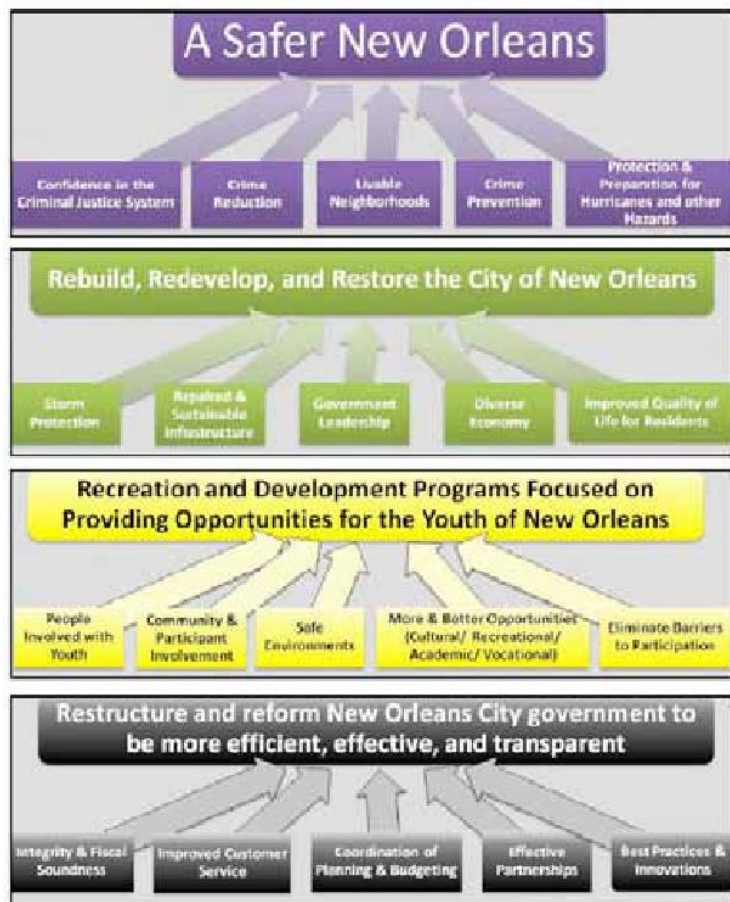 A Safer New Orleans
Confidence in the
Criminal Justice System
Crime
Reduction
Livable
Neighborhoods
Crime
Prevention
Protection &
Preparation for
Hurricanes and other
Hazards
Rebuild, Redevelop, and Restore the City of New Orleans
Storm
Protection
Repaired &
Sustainable
Infrastructure
Government
Leadership
Diverse
Economy
Improved Quality of
Life for Residents
Recreation and Development Programs Focused on
Providing Opportunities for the Youth of New Orleans
People
Involved with
Youth
Community &
Participant
Involvement
Safe
Environments
More & Better Opportunities
(Cultural/ Recreational/
Academic/ Vocational)
Eliminate Barriers
to Participation
Restructure and reform New Orleans City government to
be more efficient, effective, and transparent
Integrity & Fiscal
Soundness
Improved Customer
Service
Coordination of
Planning & Budgeting
Effective
Partnerships
Best Practices &
Innovations